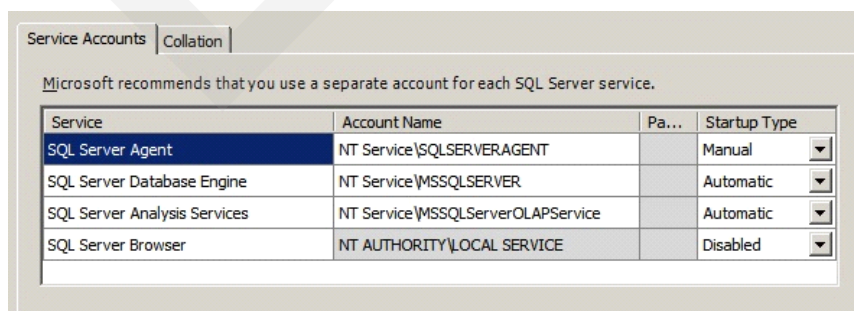 Service Accounts Collation
Microsoft recommends that you use a separate account for each SQL Server service.
Service Account Name Pa... Startup Type
SQL Server Agent NT Service\SQLSERVERAGENT Manual
SQL Server Database Engine NT Service\MSSQLSERVER Automatic
SQL Server Analysis Services NT Service\MSSQLServerOLAPService Automatic
SQL Server Browser NT AUTHORITY\LOCAL SERVICE Disabled